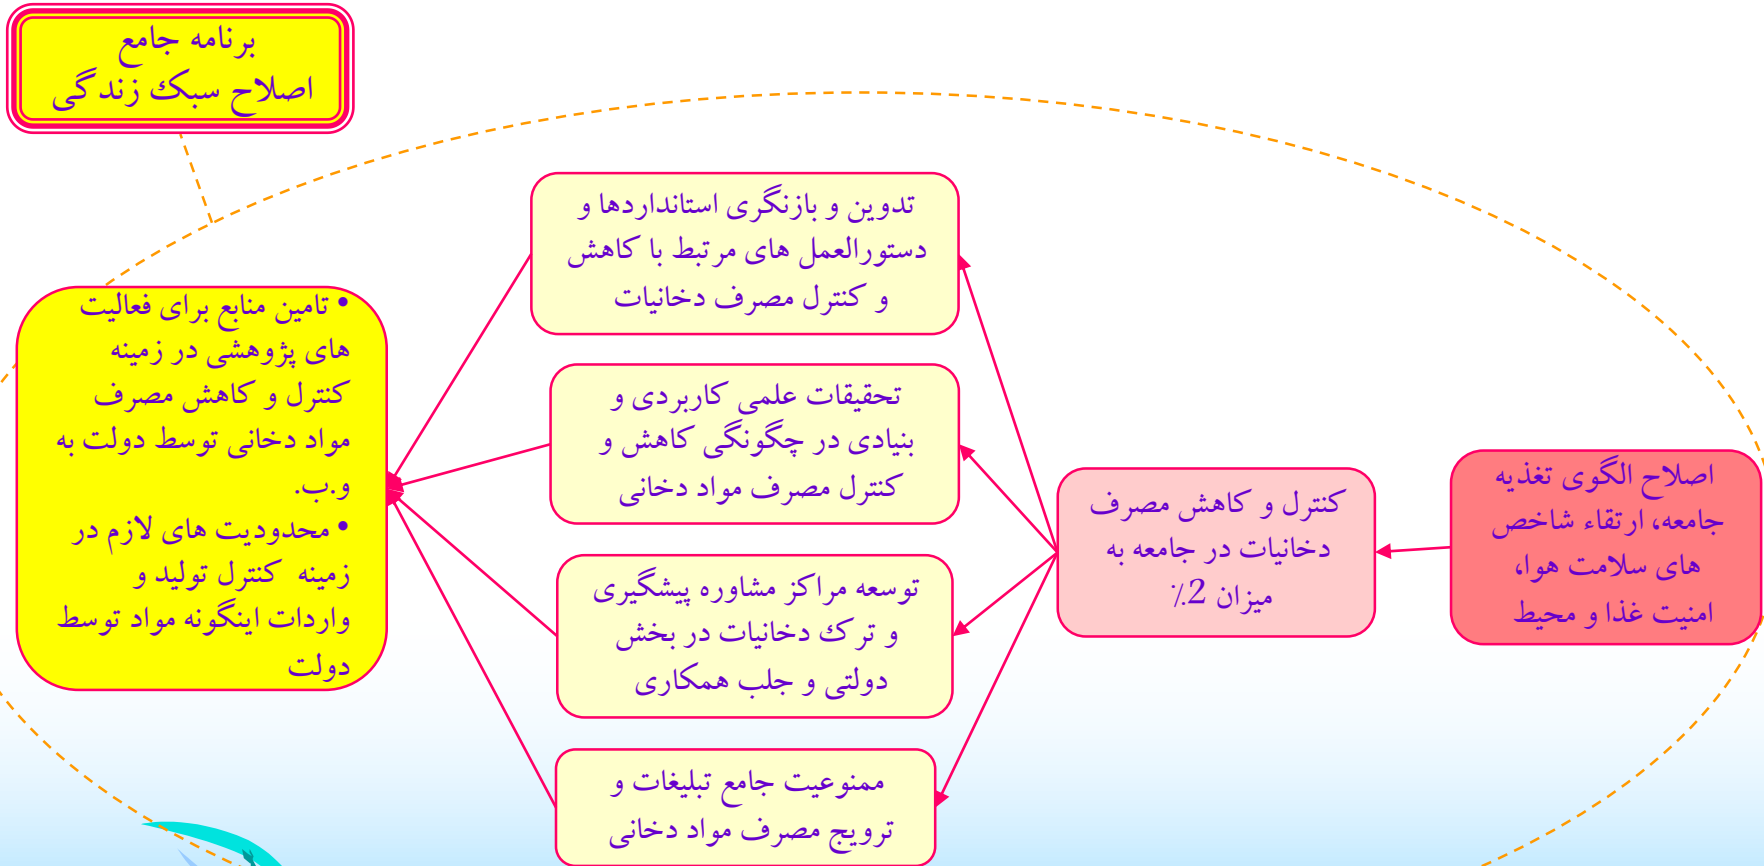 برنامه جامع
اصلاح سبک زندگی
اصلاح الگوی تغذیه
جامعه، ارتقاء شاخص
های سلامت هوا،
امنیت غذا و محیط
کنترل و کاهش مصرف
دخانیات در جامعه به
میزان 2٪
تدوین و بازنگری استانداردها و
دستورالعمل های مرتبط با کاهش
و کنترل مصرف دخانیات
تحقیقات علمی کاربردی و
بنیادی در چگونگی کاهش و
کنترل مصرف مواد دخانی
توسعه مراکز مشاوره پیشگیری
و ترک دخانیات در بخش
دولتی و جلب همکاری
ممنوعیت جامع تبلیغات و
ترویج مصرف مواد دخانی
• تامین منابع برای فعالیت
های پژوهشی در زمینه
کنترل و کاهش مصرف
مواد دخانی توسط دولت به
و.ب.
• محدودیت های لازم در
زمینه کنترل تولید و
واردات اینگونه مواد توسط
دولت